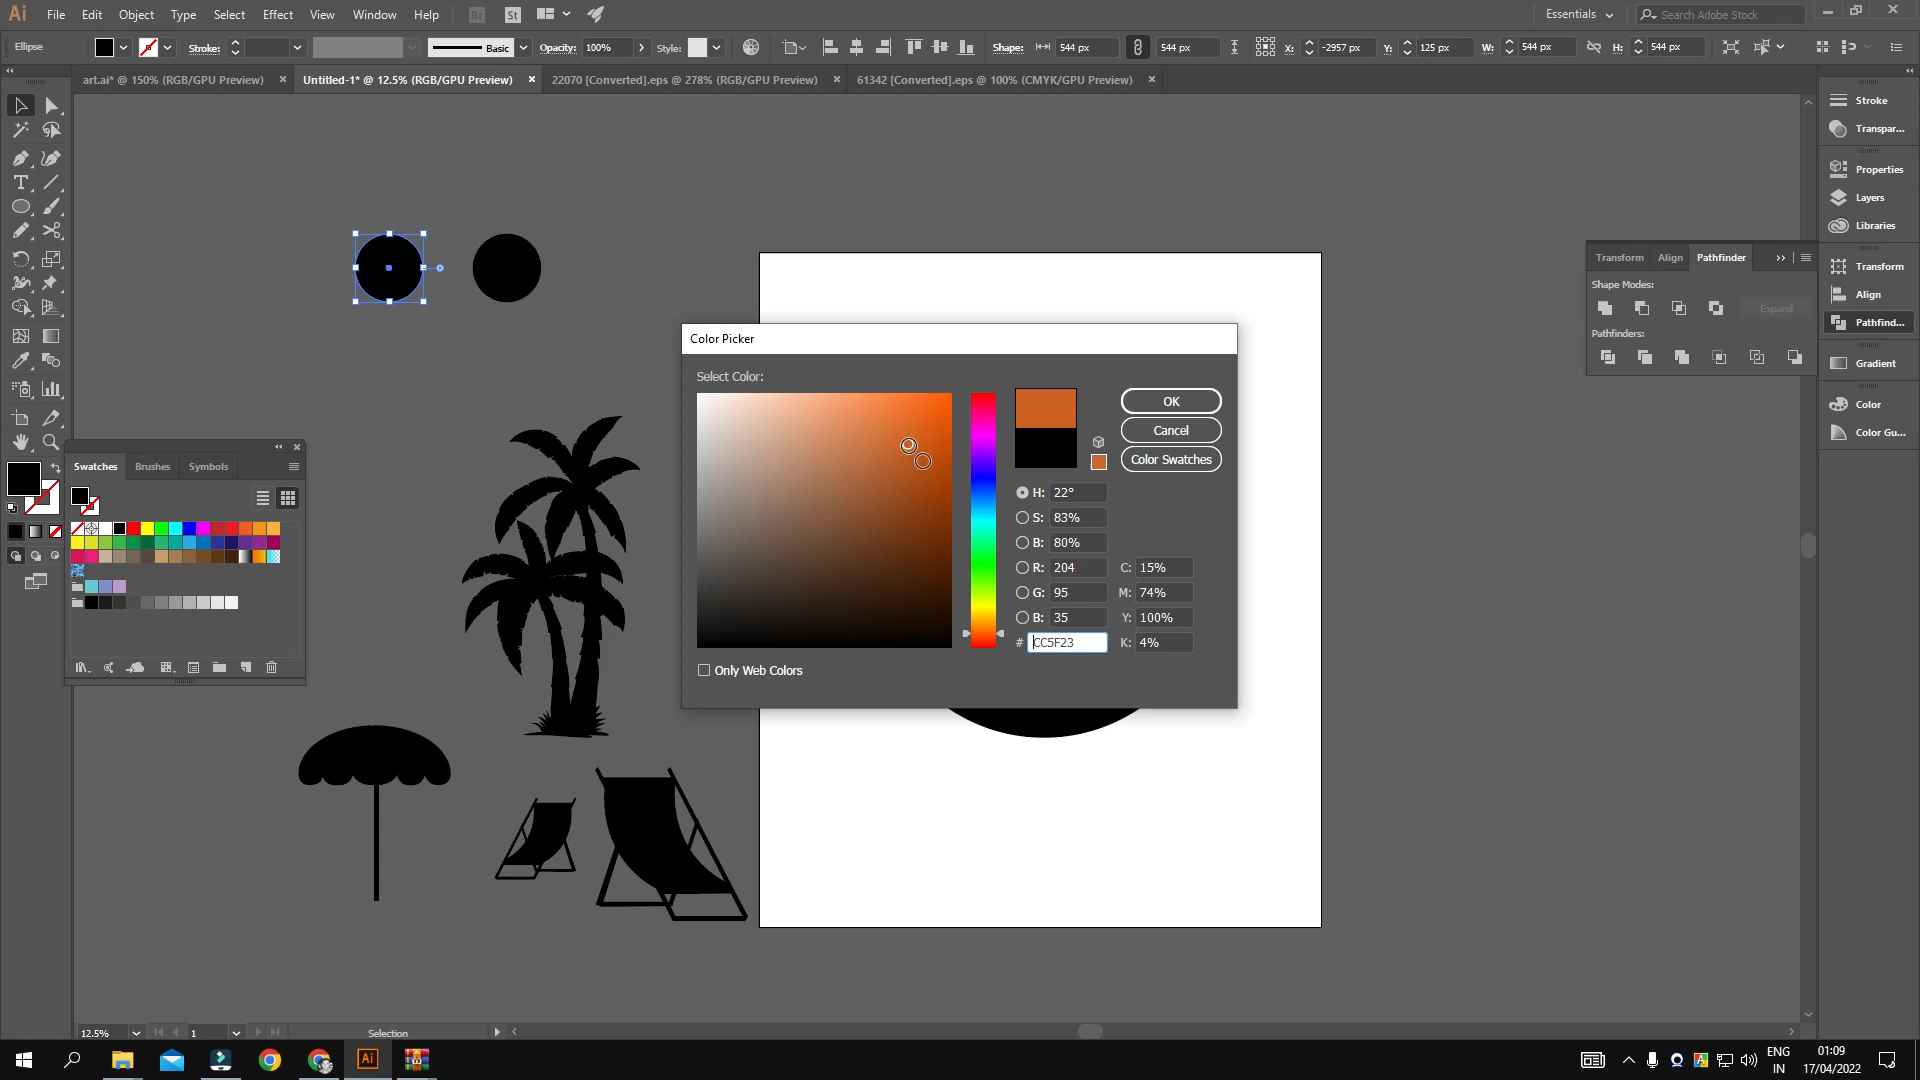 Ai File Edit Object Type Select Effect View Window Help Br St Essentials Search Adobe Stock
Ellipse Stroke: Basic Opacity: 100% Style: Shape: 544 px 544 px X: -2957 px Y: 125 px W: 544 px H: 544 px
art.ai* @ 150% (RGB/GPU Preview) × Untitled-1* @ 12.5% (RGB/GPU Preview) × 22070 [Converted].eps @ 278% (RGB/GPU Preview) × 61342 [Converted].eps @ 100% (CMYK/GPU Preview) ×
Stroke
Transpar...
Properties
Layers
Libraries
Transform
Align
Pathfind...
Gradient
Color
Color Gu...
Transform Align Pathfinder
Shape Modes:
Expand
Pathfinders:
Color Picker
Select Color:
OK
Cancel
Color Swatches
H: 22°
S: 83%
B: 80%
R: 204 C: 15%
G: 95 M: 74%
B: 35 Y: 100%
# CC5F23 K: 4%
Only Web Colors
Swatches Brushes Symbols
12.5% 1 Selection
Ai ENG 01:09
IN 17/04/2022